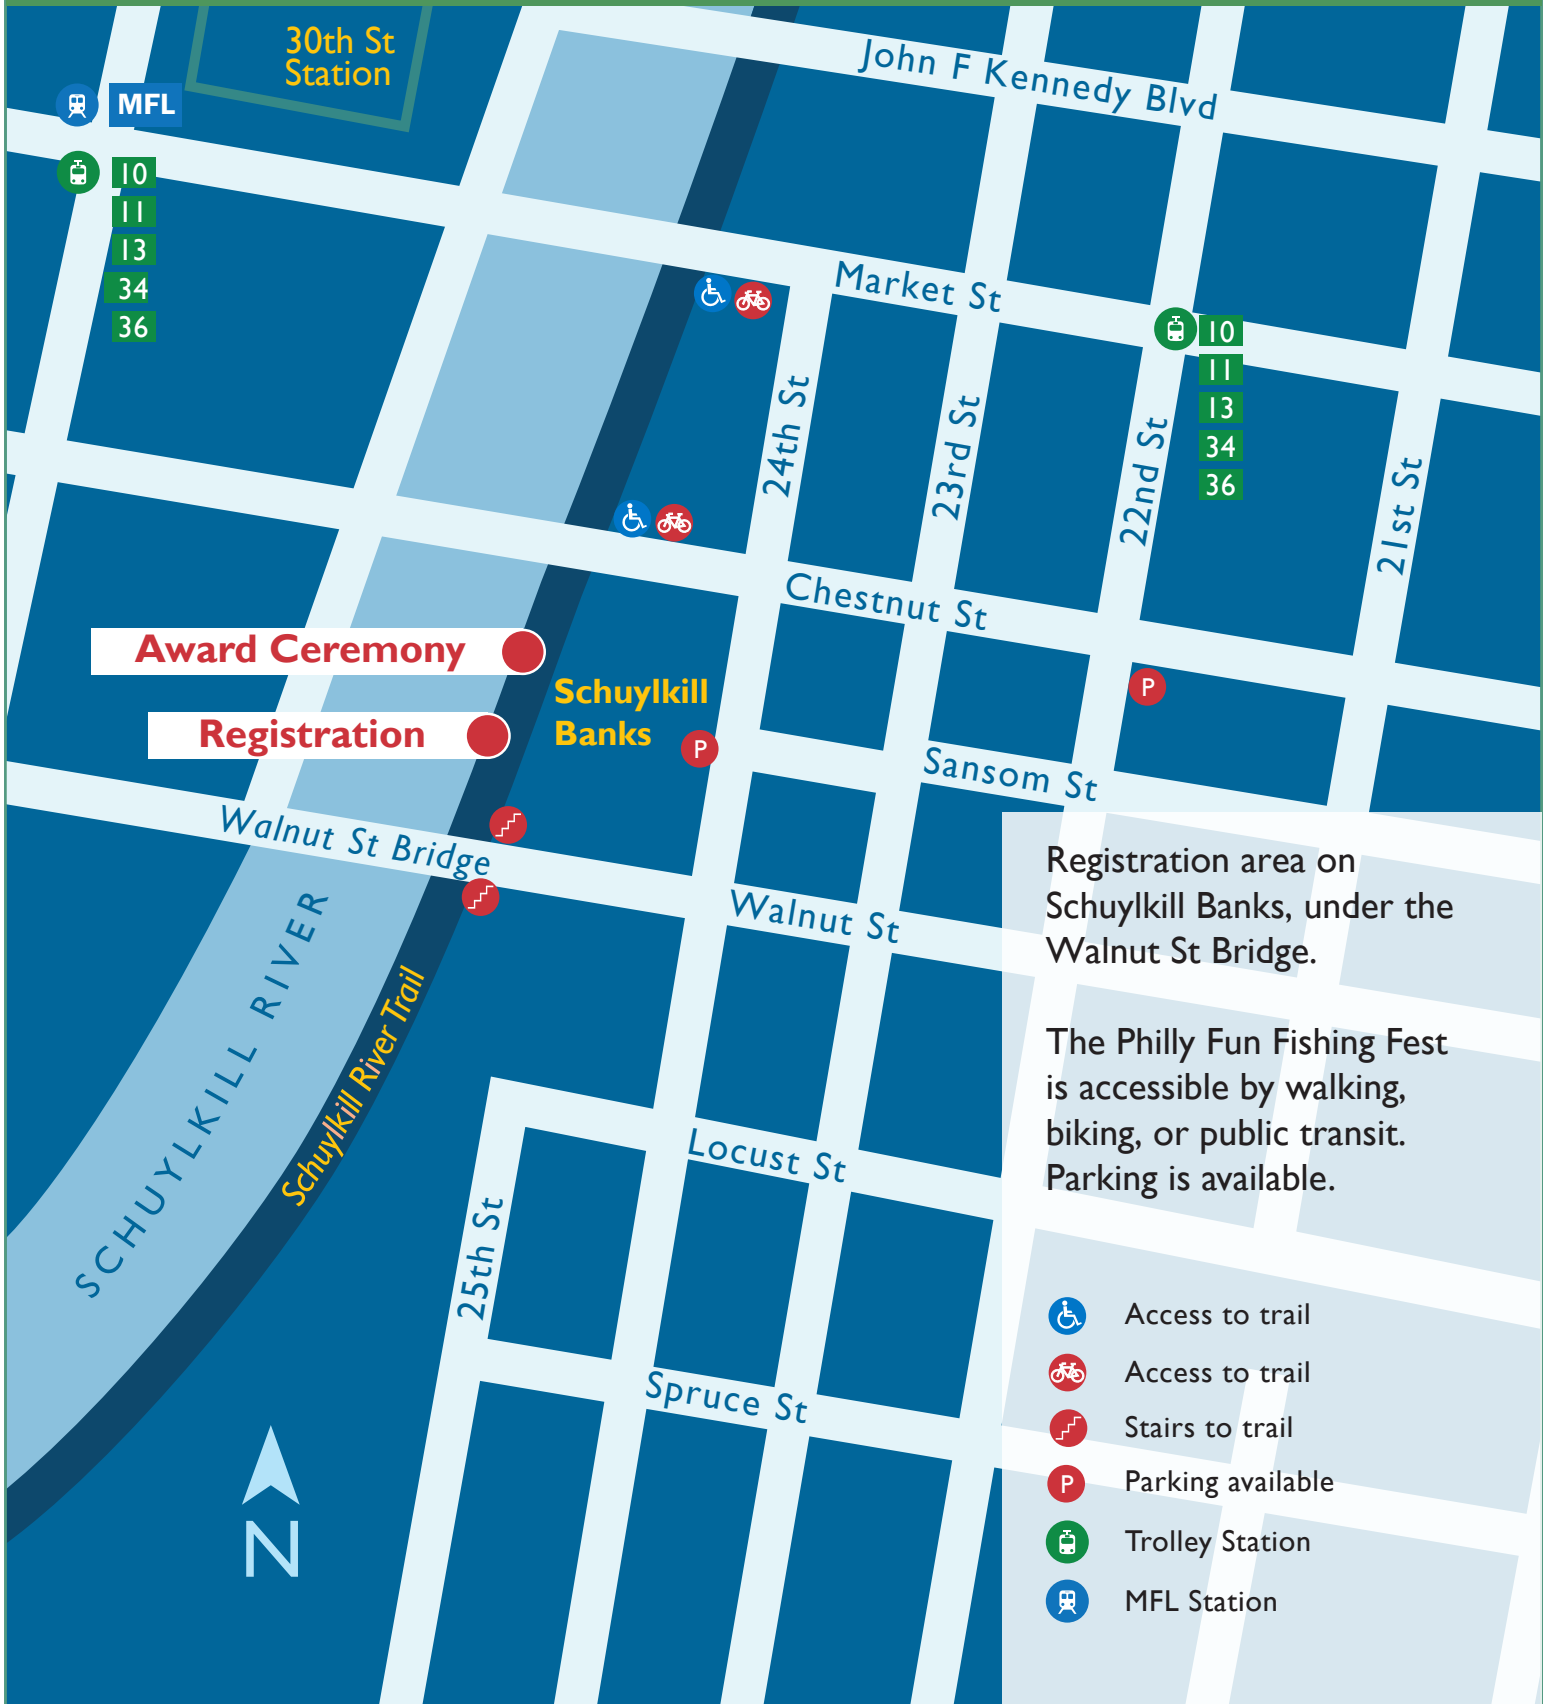 30th St
Station
MFL
10
11
13
34
36
John F Kennedy Blvd
Market St
10
11
13
34
36
24th St
23rd St
22nd St
21st St
Chestnut St
Award Ceremony
Schuylkill
Banks
P
P
Registration
Sansom St
Walnut St Bridge
Walnut St
SCHUYLKILL RIVER
Schuylkill River Trail
Locust St
25th St
Spruce St
N
Registration area on
Schuylkill Banks, under the
Walnut St Bridge.
The Philly Fun Fishing Fest
is accessible by walking,
biking, or public transit.
Parking is available.
Access to trail
Access to trail
Stairs to trail
P Parking available
Trolley Station
MFL Station